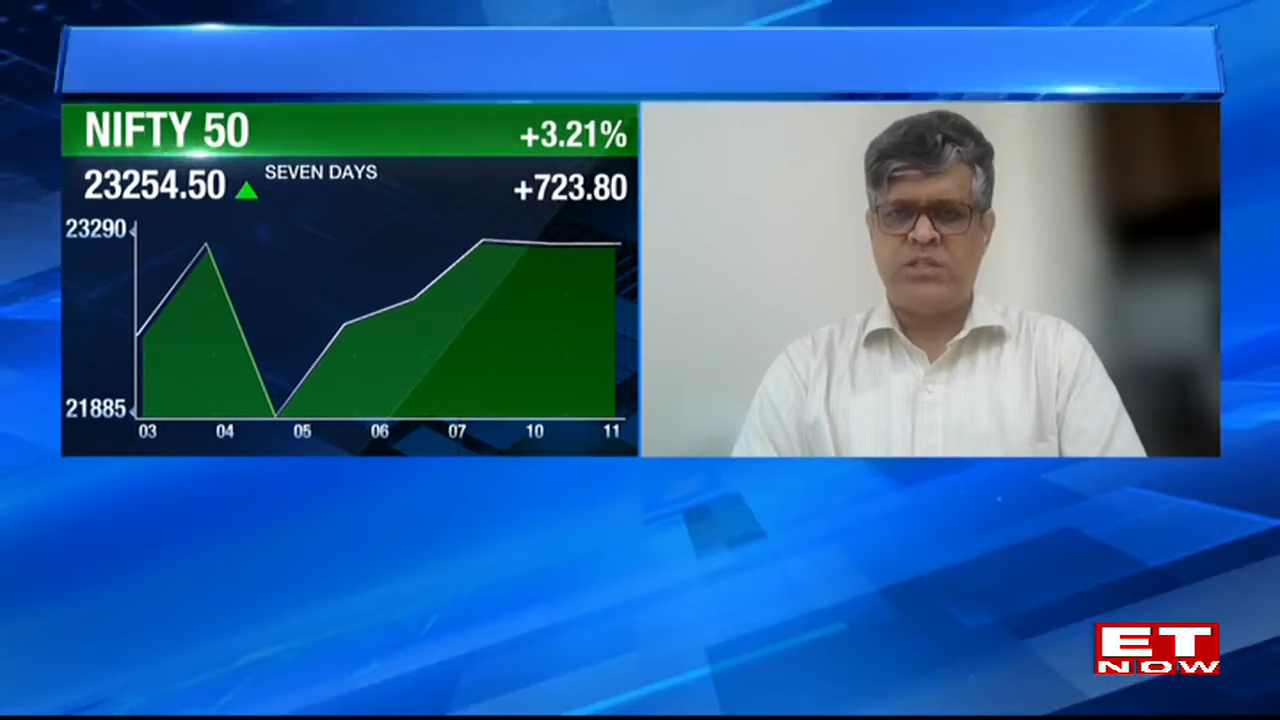 NIFTY 50 +3.21%
23254.50 SEVEN DAYS +723.80
23290
21885
03 04 05 06 07 10 11
ET
NOW